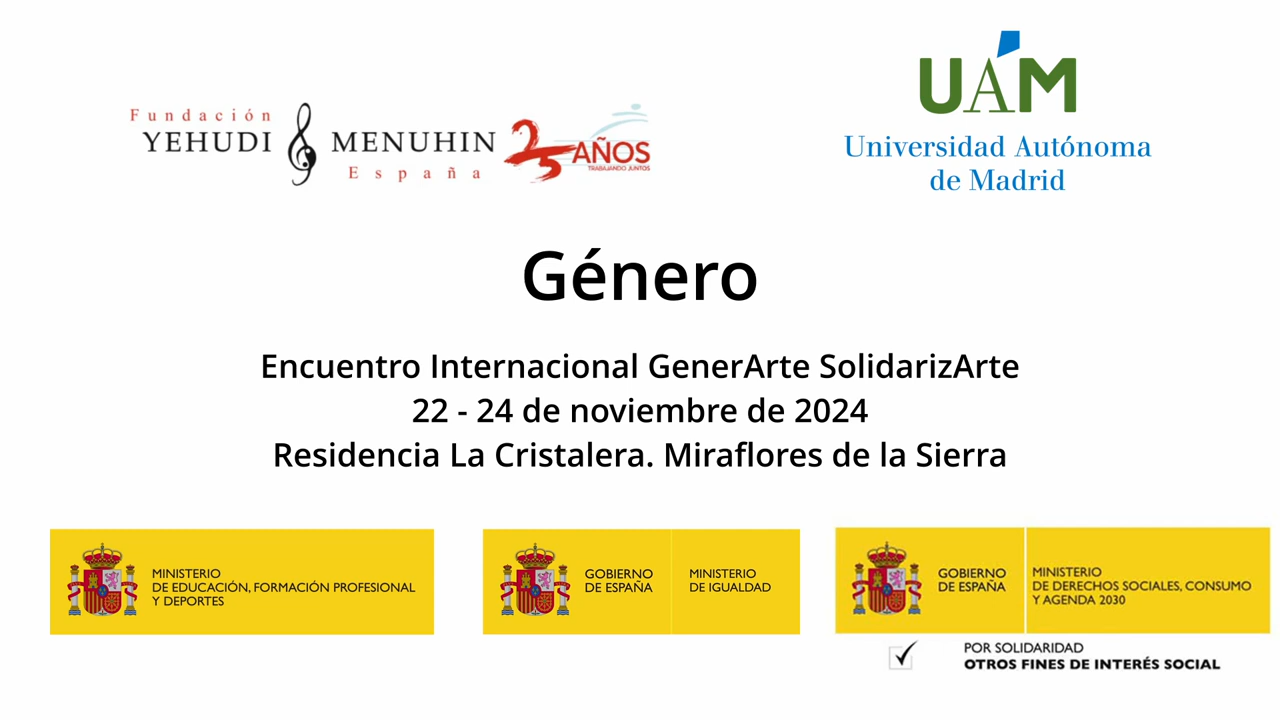 Fundación
YEHUDI MENUHIN
España
25 AÑOS
TRABAJANDO JUNTOS
UAM
Universidad Autónoma
de Madrid
Género
Encuentro Internacional GenerArte SolidarizArte
22 - 24 de noviembre de 2024
Residencia La Cristalera. Miraflores de la Sierra
MINISTERIO
DE EDUCACIÓN, FORMACIÓN PROFESIONAL
Y DEPORTES
GOBIERNO
DE ESPAÑA
MINISTERIO
DE IGUALDAD
GOBIERNO
DE ESPAÑA
MINISTERIO
DE DERECHOS SOCIALES, CONSUMO
Y AGENDA 2030
POR SOLIDARIDAD
OTROS FINES DE INTERÉS SOCIAL